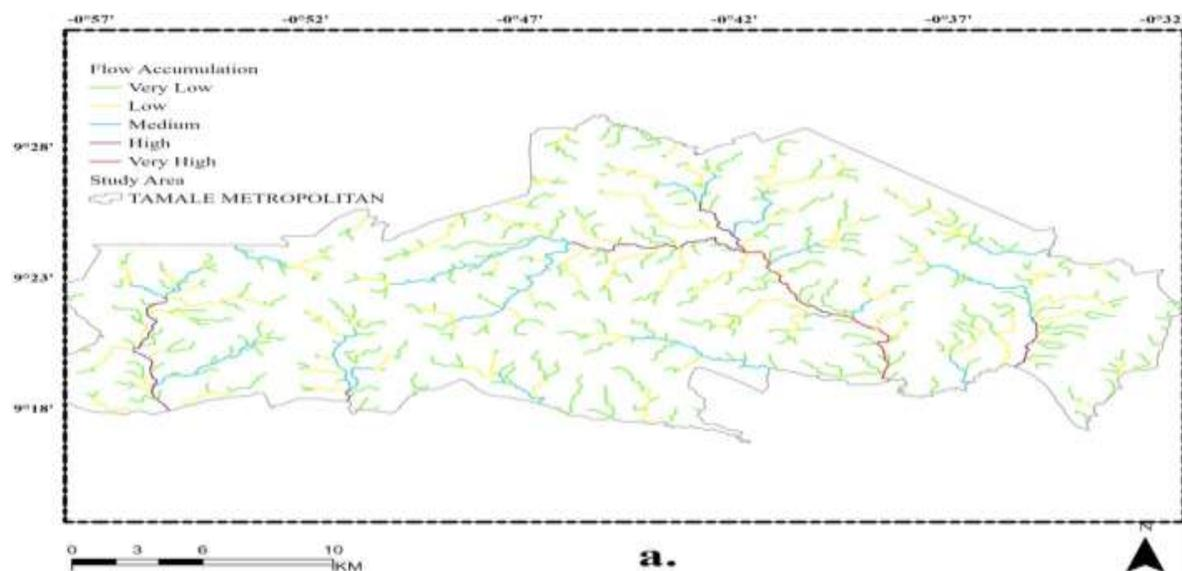 -0°57' -0°52' -0°47' -0°42' -0°37' -0°32'
Flow Accumulation
Very Low
Low
Medium
High
Very High
Study Area
TAMALE METROPOLITAN
9°28'
9°23'
9°18'
0 3 6 10
KM
a.
N